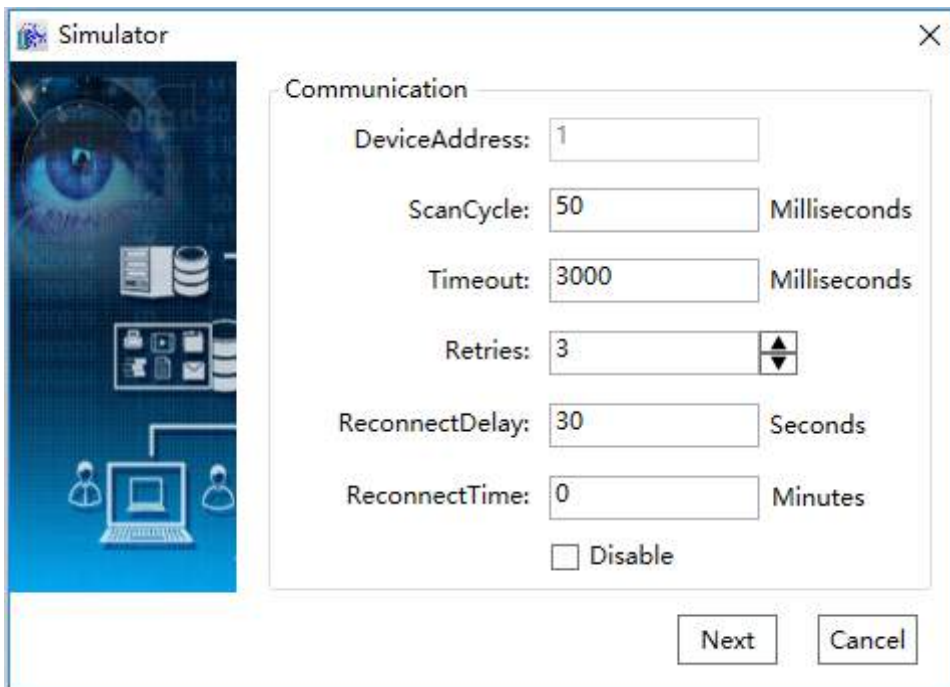 Simulator
Communication
DeviceAddress: 1
ScanCycle: 50 Milliseconds
Timeout: 3000 Milliseconds
Retries: 3
ReconnectDelay: 30 Seconds
ReconnectTime: 0 Minutes
Disable
Next Cancel